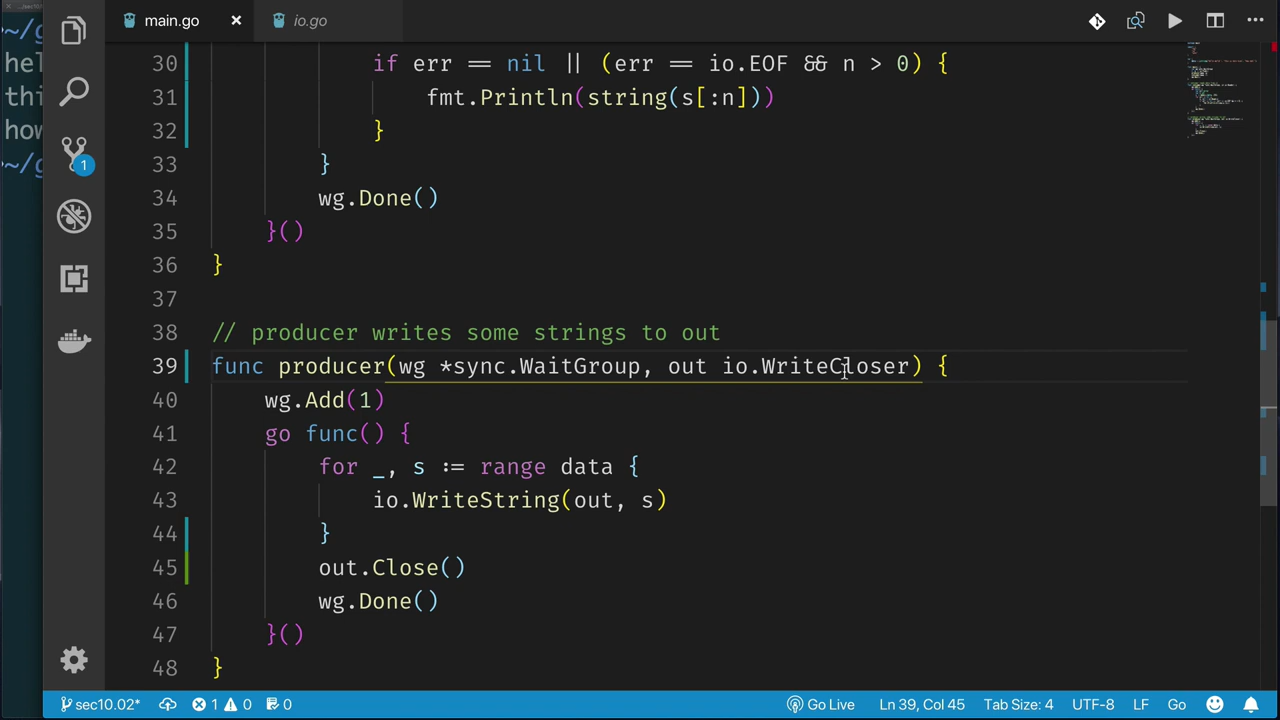 main.go
io.go
~/g
hel
thi
how
~/g
30 if err == nil || (err == io.EOF && n > 0) {
31 fmt.Println(string(s[:n]))
32 }
33 }
34 wg.Done()
35 }()
36 }
37
38 // producer writes some strings to out
39 func producer(wg *sync.WaitGroup, out io.WriteCloser) {
40 wg.Add(1)
41 go func() {
42 for _, s := range data {
43 io.WriteString(out, s)
44 }
45 out.Close()
46 wg.Done()
47 }()
48 }
1
sec10.02* 1 0 0 Go Live Ln 39, Col 45 Tab Size: 4 UTF-8 LF Go